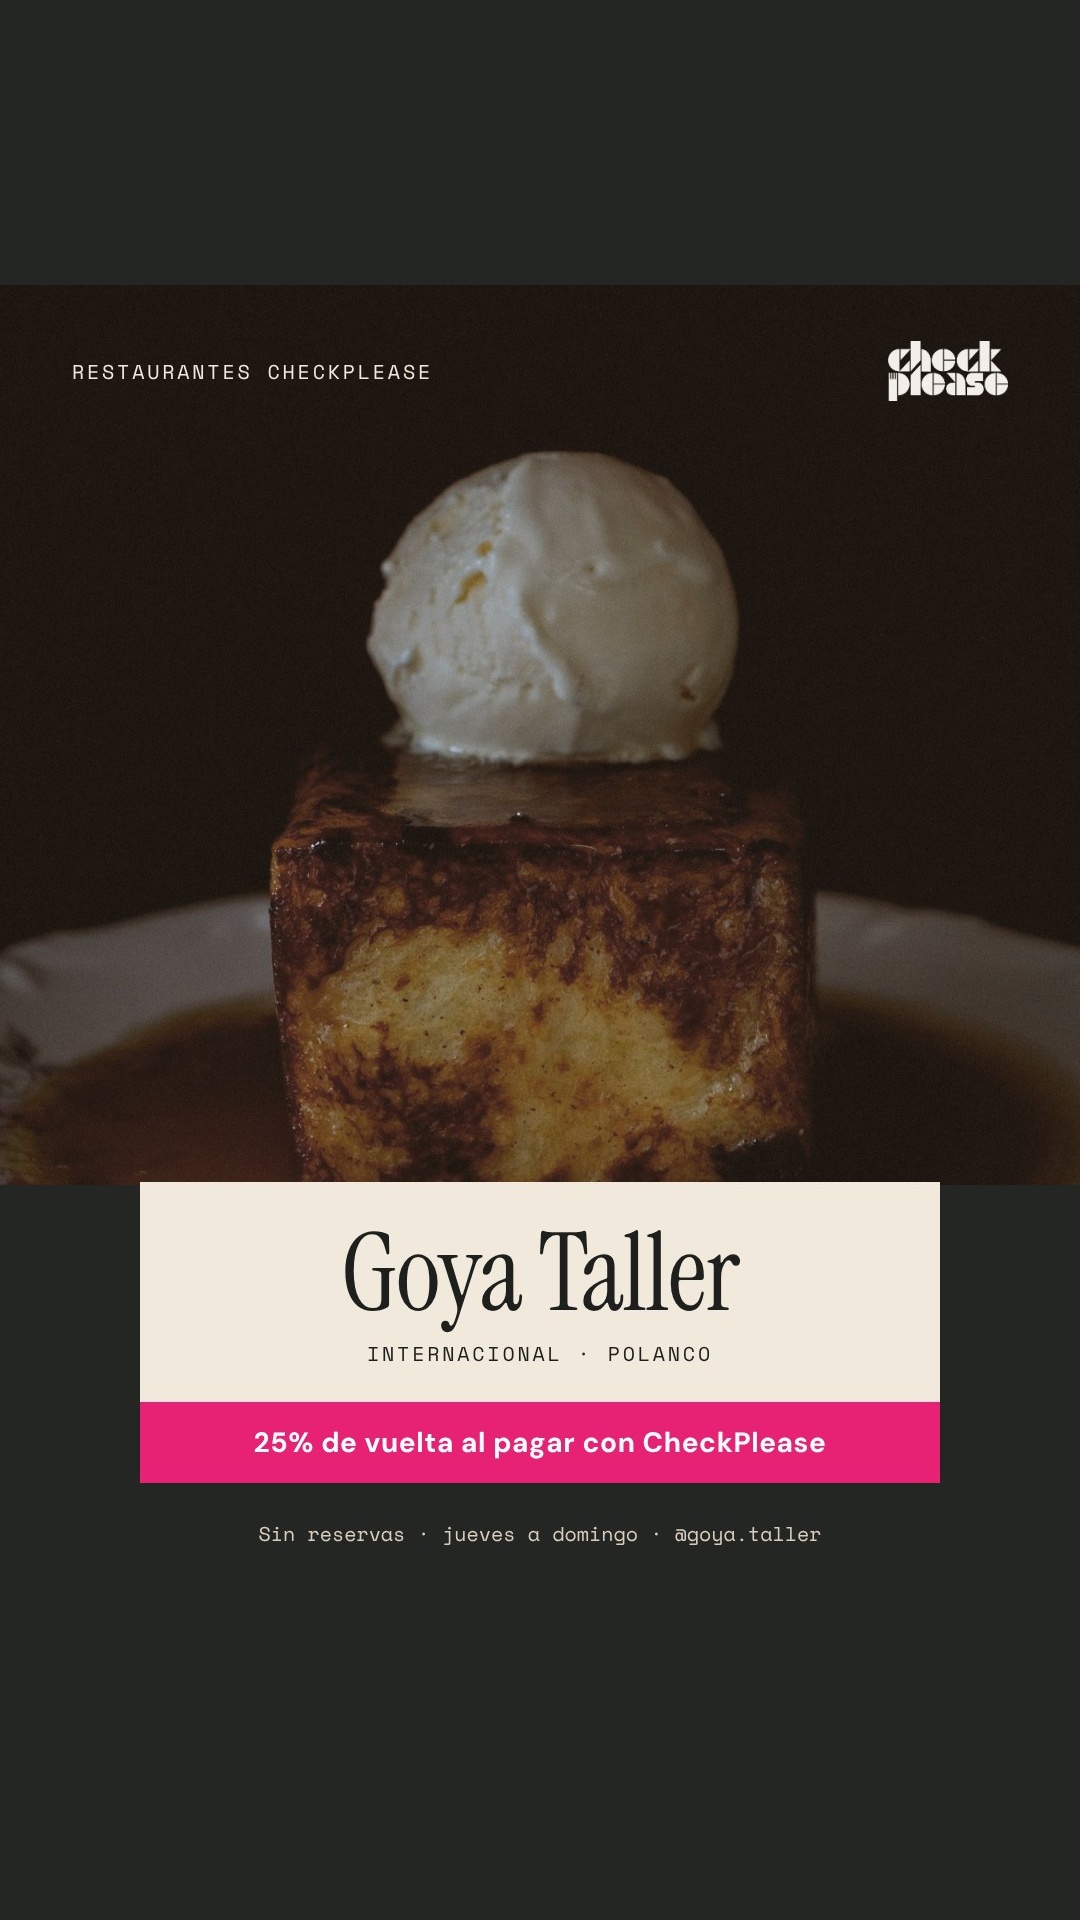 RESTAURANTES CHECKPLEASE
check
please
Goya Taller
INTERNACIONAL · POLANCO
25% de vuelta al pagar con CheckPlease
Sin reservas · jueves a domingo · @goya.taller